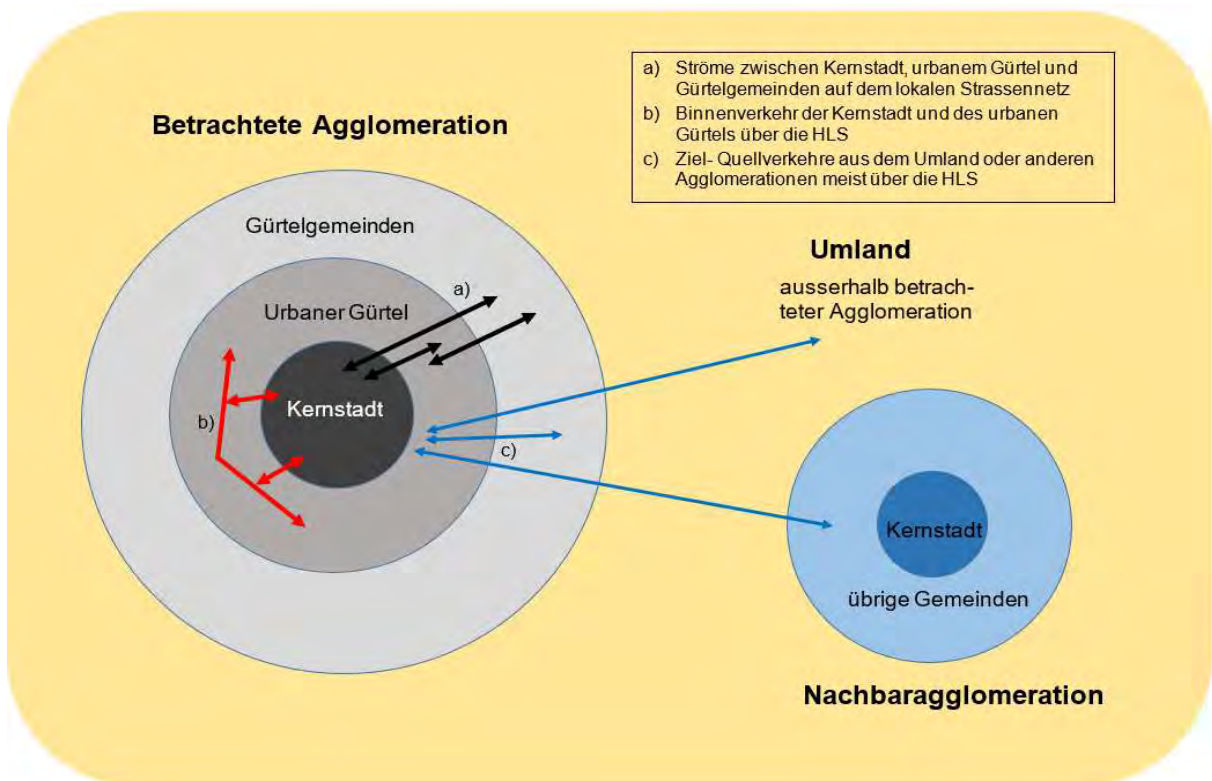 a) Ströme zwischen Kernstadt, urbanem Gürtel und
Gürtelgemeinden auf dem lokalen Strassennetz
b) Binnenverkehr der Kernstadt und des urbanen
Gürtels über die HLS
c) Ziel- Quellverkehre aus dem Umland oder anderen
Agglomerationen meist über die HLS
Betrachtete Agglomeration
Gürtelgemeinden
Urbaner Gürtel
a)
Kernstadt
b)
c)
Umland
ausserhalb betrach-
teter Agglomeration
Kernstadt
übrige Gemeinden
Nachbaragglomeration